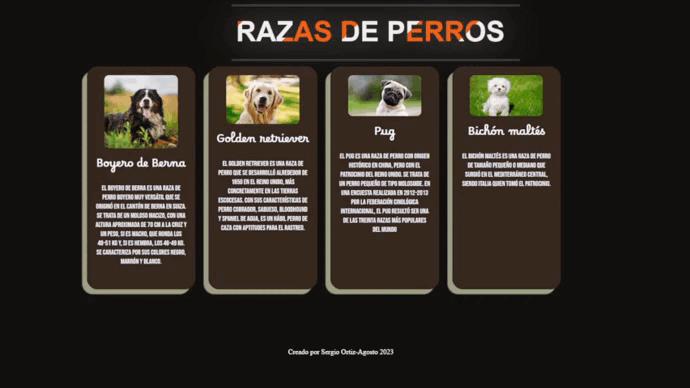 RAZAS DE PERROS
Boyero de Berna
EL BOYERO DE BERNA ES UNA RAZA DE
PERRO BOYERO MUY VERSÁTIL QUE SE
ORIGINÓ EN EL CANTÓN DE BERNA EN SUIZA.
SE TRATA DE UN MOLOSO MACIZO, CON UNA
ALTURA APROXIMADA DE 70 CM A LA CRUZ Y
UN PESO, SI ES MACHO, QUE RONDA LOS
40-51 KG Y, SI ES HEMBRA, LOS 40-49 KG.
SE CARACTERIZA POR SUS COLORES NEGRO,
MARRÓN Y BLANCO.
Golden retriever
EL GOLDEN RETRIEVER ES UNA RAZA DE
PERRO QUE SE DESARROLLÓ ALREDEDOR DE
1850 EN EL REINO UNIDO, MÁS
CONCRETAMENTE EN LAS TIERRAS
ESCOCESAS. CON SUS CARACTERÍSTICAS DE
PERRO COBRADOR, SABUESO, BLOODHOUND
Y SPANIEL DE AGUA, ES UN HÁBIL PERRO DE
CAZA CON APTITUDES PARA EL RASTREO.
Pug
EL PUG ES UNA RAZA DE PERRO CON ORIGEN
HISTÓRICO EN CHINA, PERO CON EL
PATROCINIO DEL REINO UNIDO. SE TRATA DE
UN PERRO PEQUEÑO DE TIPO MOLOSOIDE. EN
UNA ENCUESTA REALIZADA EN 2012-2013
POR LA FEDERACIÓN CINOLÓGICA
INTERNACIONAL, EL PUG RESULTÓ SER UNA
DE LAS TREINTA RAZAS MÁS POPULARES
DEL MUNDO
Bichón maltés
EL BICHÓN MALTÉS ES UNA RAZA DE PERRO
DE TAMAÑO PEQUEÑO O MEDIANO QUE
SURGIÓ EN EL MEDITERRÁNEO CENTRAL,
SIENDO ITALIA QUIEN TOMÓ EL PATROCINIO.
Creado por Sergio Ortiz-Agosto 2023